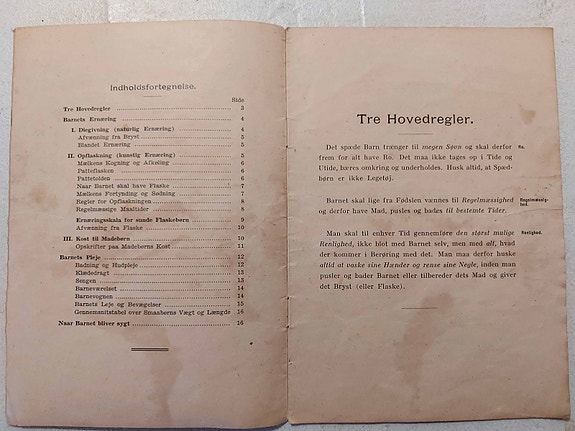 Indholdsfortegnelse.
Side
Tre Hovedregler 3
Barnets Ernæring 4
I. Diegivning (naturlig Ernæring) 4
Afvænning fra Bryst 5
Blandet Ernæring 5
II. Opflaskning (kunstig Ernæring) 5
Mælkens Kogning og Afkøling 6
Patteflasken 6
Pattetolden 6
Naar Barnet skal have Flaske 7
Mælkens Fortynding og Sødning 7
Regler for Opflaskningen 8
Regelmæssige Maaltider 8
Ernæringsskala for sunde Flaskebørn 9
Afvænning fra Flaske 10
III. Kost til Madebørn 10
Opskrifter paa Madebørns Kost 11
Barnets Pleje 12
Badning og Hudpleje 12
Klædedragt 13
Sengen 13
Barneværelset 14
Barnevognen 14
Barnets Leje og Bevægelser 15
Gennemsnitstabel over Smaabørns Vægt og Længde 16
Naar Barnet bliver sygt 16
Tre Hovedregler.
Det spæde Barn trænger til megen Søvn og skal derfor
frem for alt have Ro. Det maa ikke tages op i Tide og
Utide, bæres omkring og underholdes. Husk altid, at Spæd-
børn er ikke Legetøj.
Ro.
Barnet skal lige fra Fødslen vænnes til Regelmæssighed
og derfor have Mad, pusles og bades til bestemte Tider.
Regelmæssig-
hed.
Man skal til enhver Tid gennemføre den størst mulige
Renlighed, ikke blot med Barnet selv, men med alt, hvad
der kommer i Berøring med det. Man maa derfor huske
altid at vaske sine Hænder og rense sine Negle, inden man
pusler og bader Barnet eller tilbereder dets Mad og giver
det Bryst (eller Flaske).
Renlighed.